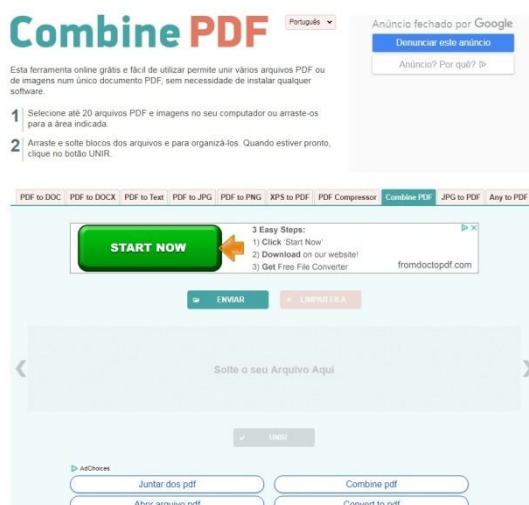 Combine PDF
Português
Esta ferramenta online grátis e fácil de utilizar permite unir vários arquivos PDF ou
de imagens num único documento PDF, sem necessidade de instalar qualquer
software.
1 Selecione até 20 arquivos PDF e imagens no seu computador ou arraste-os
para a área indicada.
2 Arraste e solte blocos dos arquivos e para organizá-los. Quando estiver pronto,
clique no botão UNIR.
Anúncio fechado por Google
Denunciar este anúncio
Anúncio? Por quê?
PDF to DOC PDF to DOCX PDF to Text PDF to JPG PDF to PNG XPS to PDF PDF Compressor Combine PDF JPG to PDF Any to PDF
START NOW
3 Easy Steps:
1) Click 'Start Now'
2) Download on our website!
3) Get Free File Converter
fromdoctopdf.com
ENVIAR
LIMPAR FILA
Solte o seu Arquivo Aqui
UNIR
AdChoices
Juntar dos pdf
Combine pdf
Abrir arquivo pdf
Convert to pdf